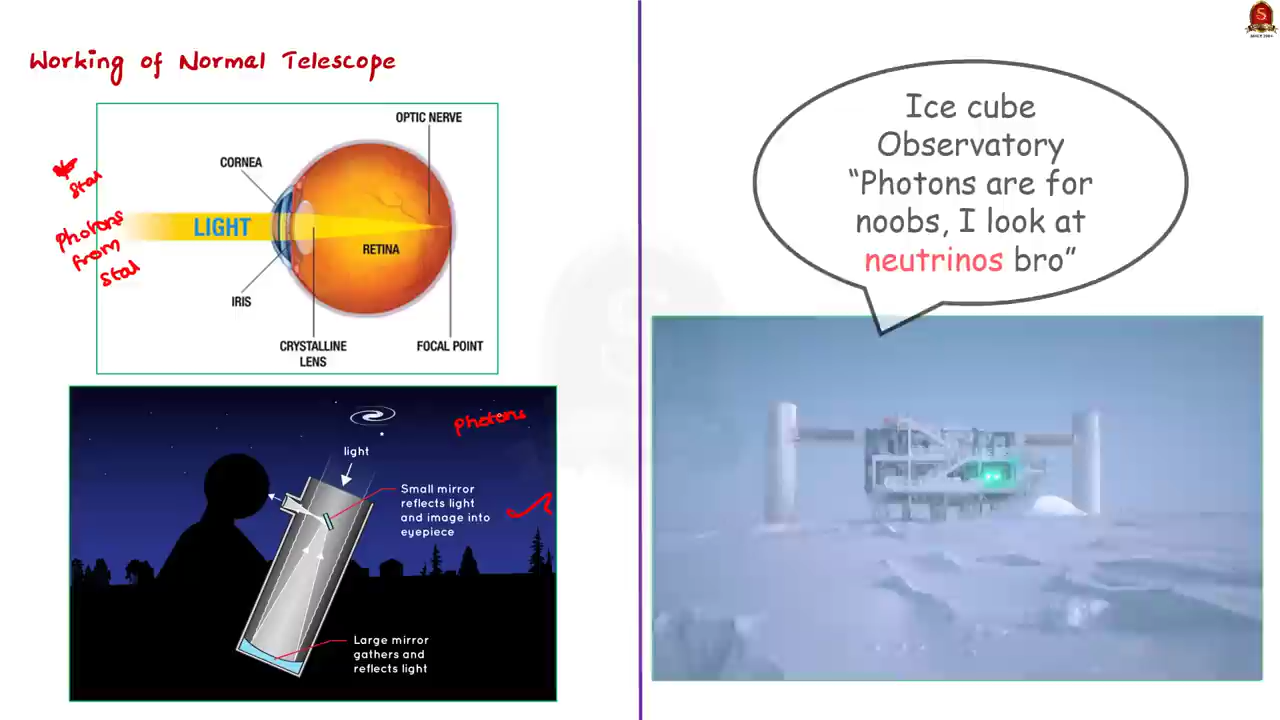 Working of Normal Telescope
OPTIC NERVE
CORNEA
Star
LIGHT
Photons
from
Star
RETINA
IRIS
CRYSTALLINE
LENS
FOCAL POINT
Photons
light
Small mirror
reflects light
and image into
eyepiece
Large mirror
gathers and
reflects light
Ice cube
Observatory
“Photons are for
noobs, I look at
neutrinos bro”
S